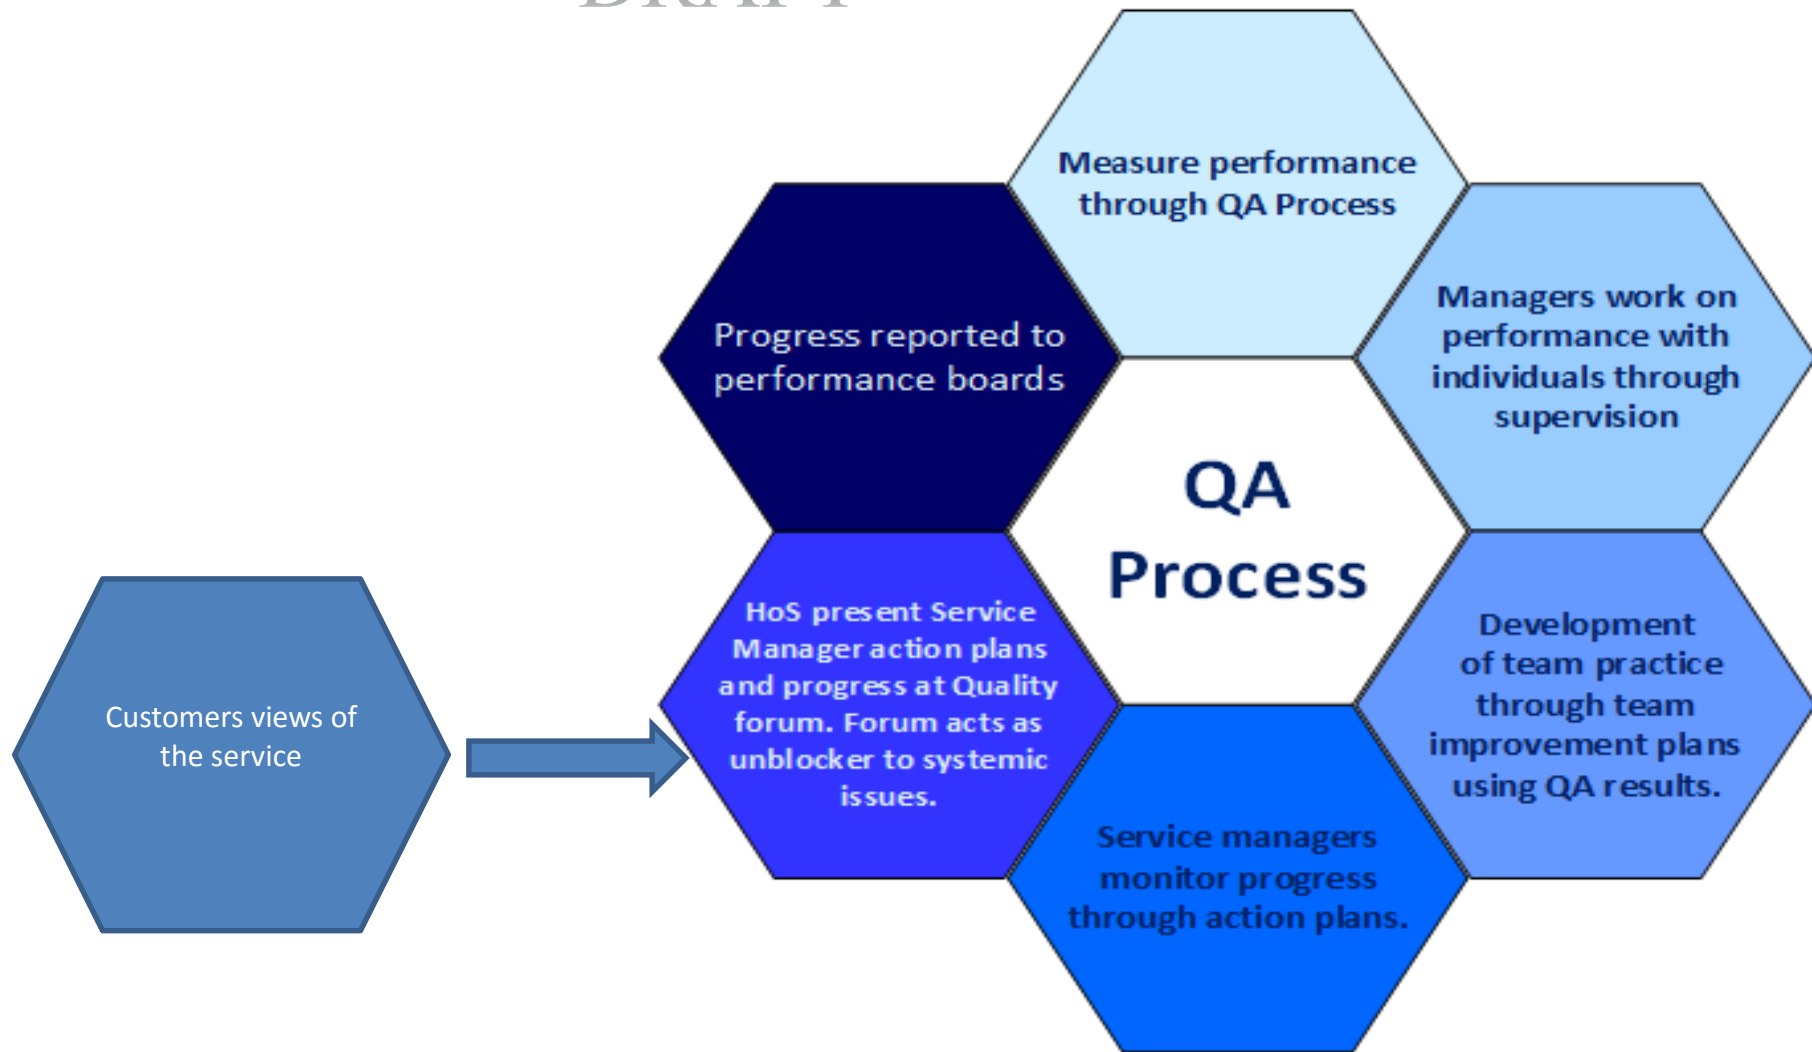 DRAFT
Measure performance
through QA Process
Managers work on
performance with
individuals through
supervision
Progress reported to
performance boards
QA
Process
HoS present Service
Manager action plans
and progress at Quality
forum. Forum acts as
unblocker to systemic
issues.
Development
of team practice
through team
improvement plans
using QA results.
Customers views of
the service
Service managers
monitor progress
through action plans.